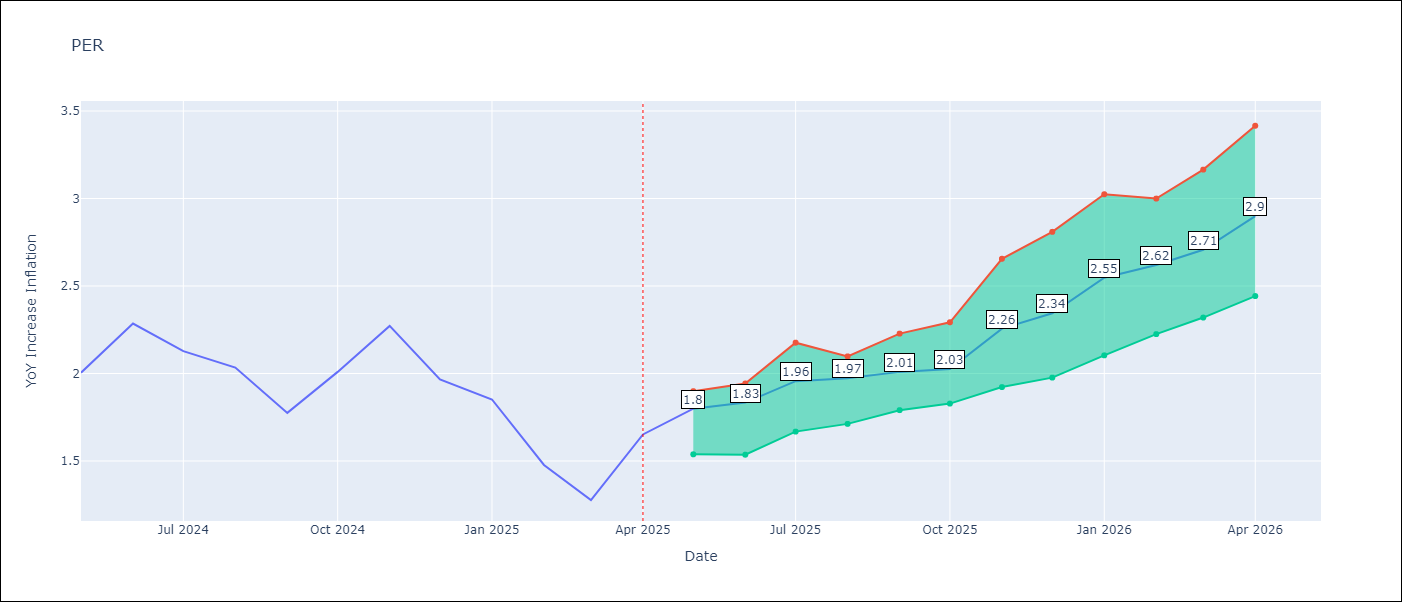 PER
YoY Increase Inflation
3.5
3
2.5
2
1.5
1.8
1.83
1.96
1.97
2.01
2.03
2.26
2.34
2.55
2.62
2.71
2.9
Jul 2024
Oct 2024
Jan 2025
Apr 2025
Jul 2025
Oct 2025
Jan 2026
Apr 2026
Date